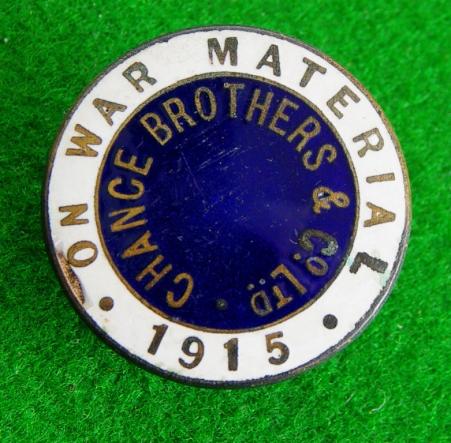 ON WAR MATERIAL
• 1915 •
CHANCE BROTHERS & CO. LTD.